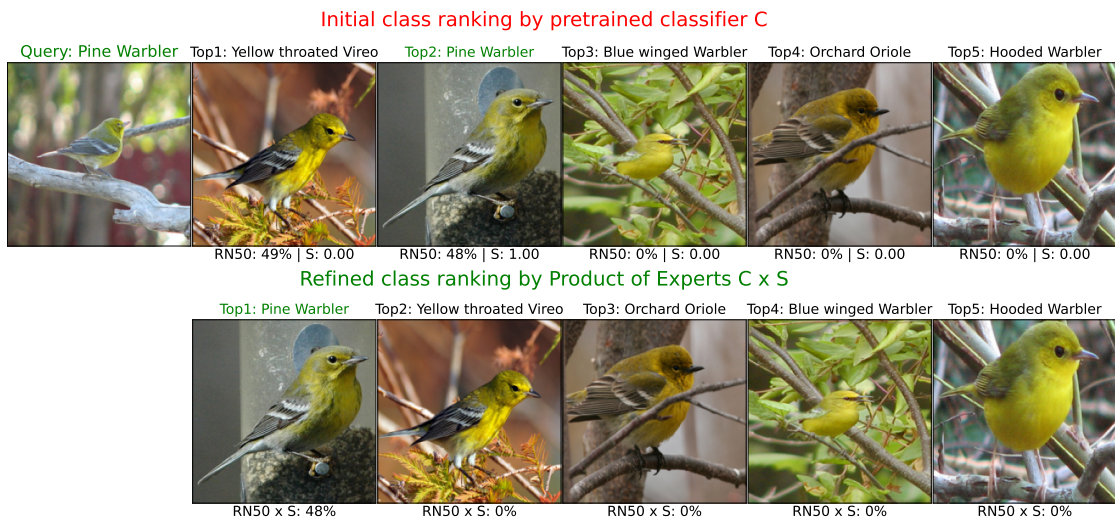 Initial class ranking by pretrained classifier C
Query: Pine Warbler
Top1: Yellow throated Vireo
Top2: Pine Warbler
Top3: Blue winged Warbler
Top4: Orchard Oriole
Top5: Hooded Warbler
RN50: 49% | S: 0.00
RN50: 48% | S: 1.00
RN50: 0% | S: 0.00
RN50: 0% | S: 0.00
RN50: 0% | S: 0.00
Refined class ranking by Product of Experts C x S
Top1: Pine Warbler
Top2: Yellow throated Vireo
Top3: Orchard Oriole
Top4: Blue winged Warbler
Top5: Hooded Warbler
RN50 x S: 48%
RN50 x S: 0%
RN50 x S: 0%
RN50 x S: 0%
RN50 x S: 0%